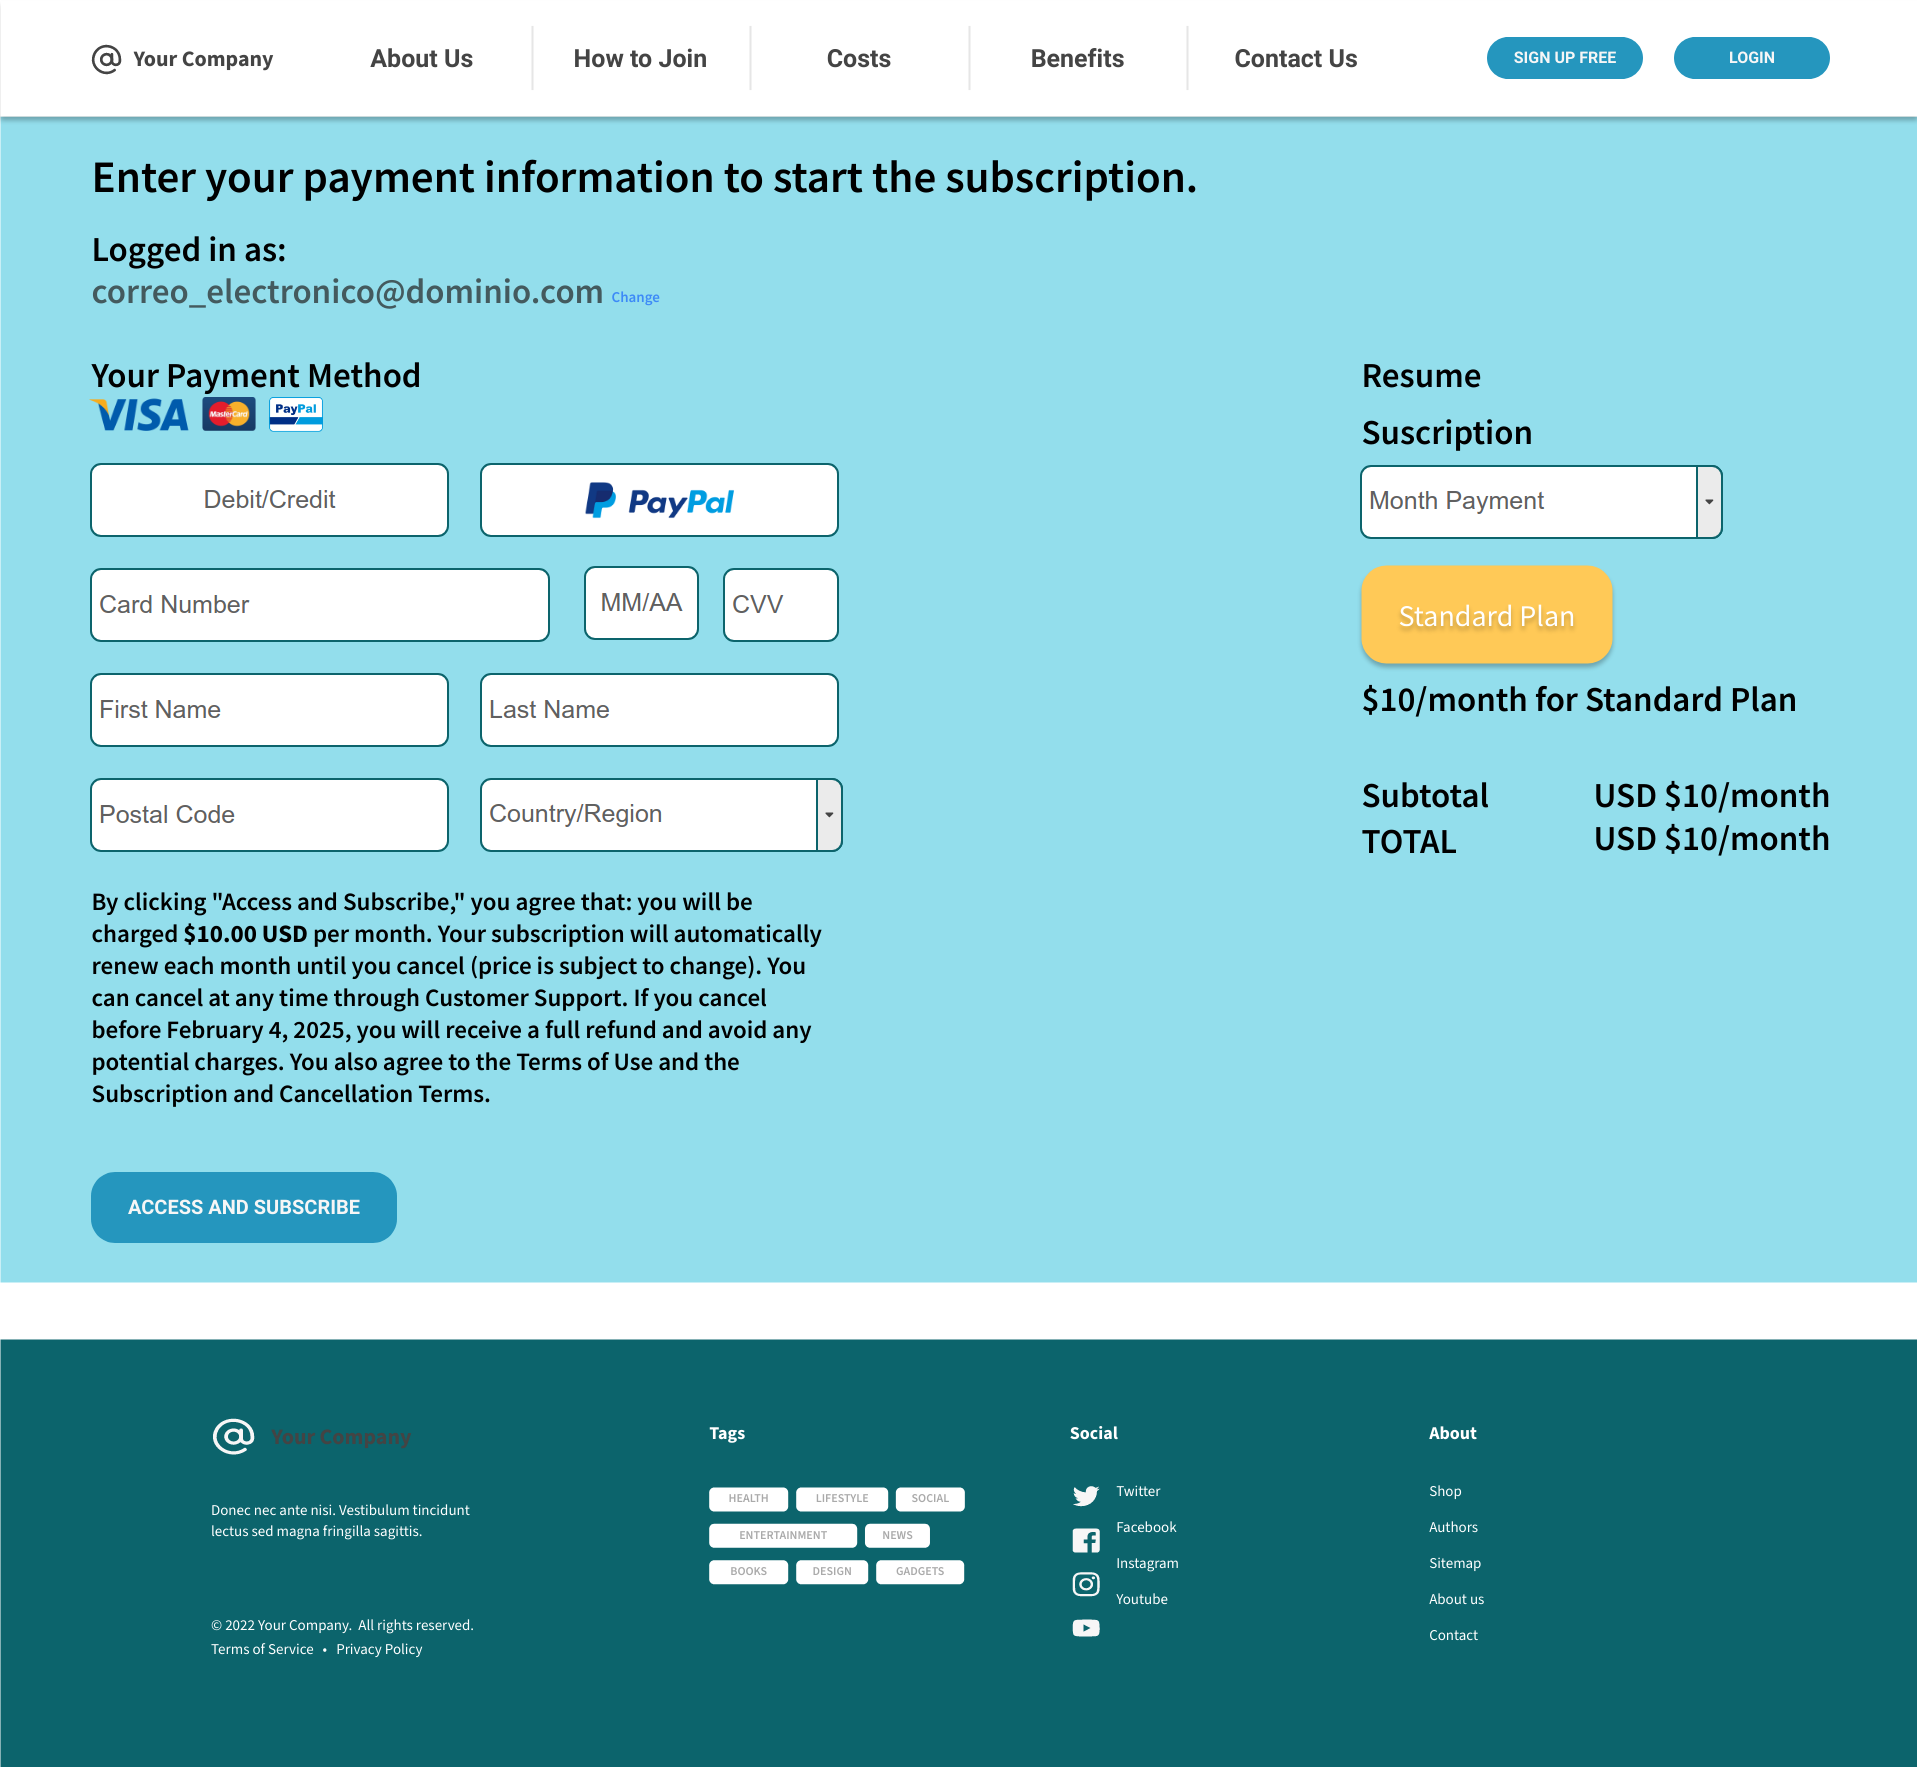 @ Your Company
About Us
How to Join
Costs
Benefits
Contact Us
SIGN UP FREE
LOGIN
Enter your payment information to start the subscription.
Logged in as:
correo_electronico@dominio.com Change
Your Payment Method
VISA MasterCard PayPal
Debit/Credit
PayPal
Card Number
MM/AA
CVV
First Name
Last Name
Postal Code
Country/Region
By clicking "Access and Subscribe," you agree that: you will be
charged $10.00 USD per month. Your subscription will automatically
renew each month until you cancel (price is subject to change). You
can cancel at any time through Customer Support. If you cancel
before February 4, 2025, you will receive a full refund and avoid any
potential charges. You also agree to the Terms of Use and the
Subscription and Cancellation Terms.
ACCESS AND SUBSCRIBE
Resume
Suscription
Month Payment
Standard Plan
$10/month for Standard Plan
Subtotal USD $10/month
TOTAL USD $10/month
@ Your Company
Donec nec ante nisi. Vestibulum tincidunt
lectus sed magna fringilla sagittis.
© 2022 Your Company. All rights reserved.
Terms of Service • Privacy Policy
Tags
HEALTH LIFESTYLE SOCIAL
ENTERTAINMENT NEWS
BOOKS DESIGN GADGETS
Social
Twitter
Facebook
Instagram
Youtube
About
Shop
Authors
Sitemap
About us
Contact